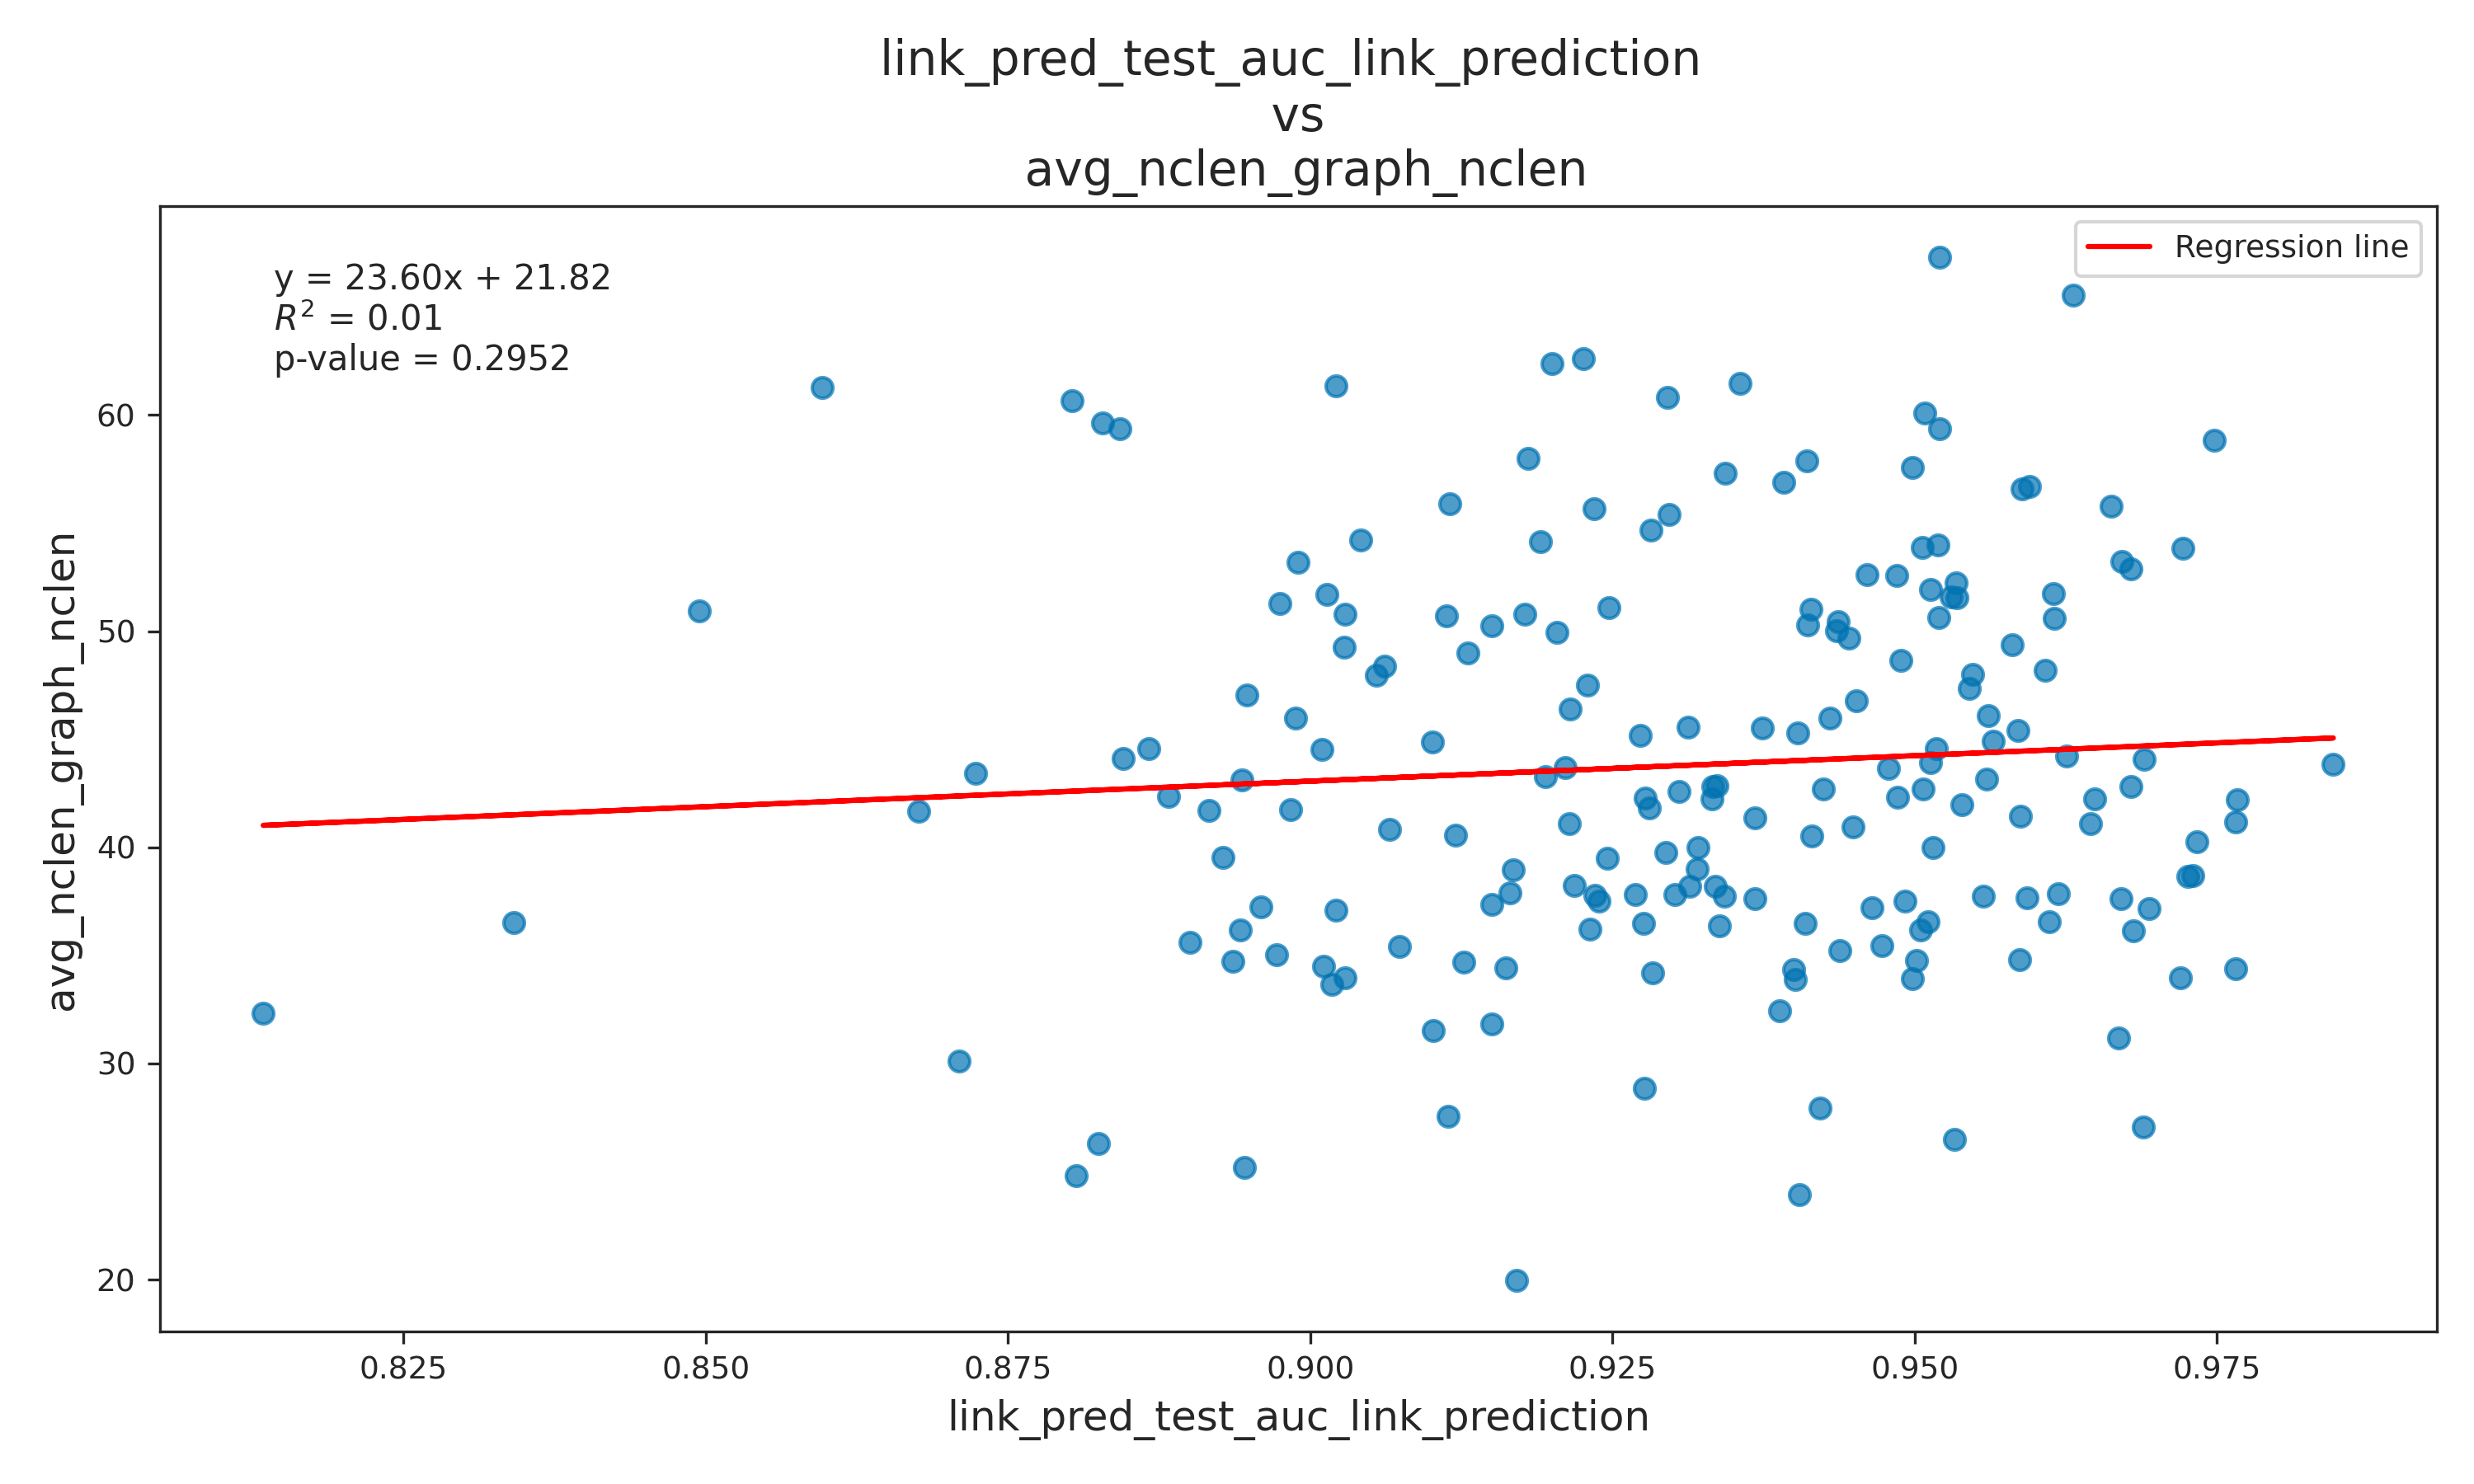 link_pred_test_auc_link_prediction
vs
avg_nclen_graph_nclen
Regression line
y = 23.60x + 21.82
R² = 0.01
p-value = 0.2952
avg_nclen_graph_nclen
60
50
40
30
20
0.825 0.850 0.875 0.900 0.925 0.950 0.975
link_pred_test_auc_link_prediction